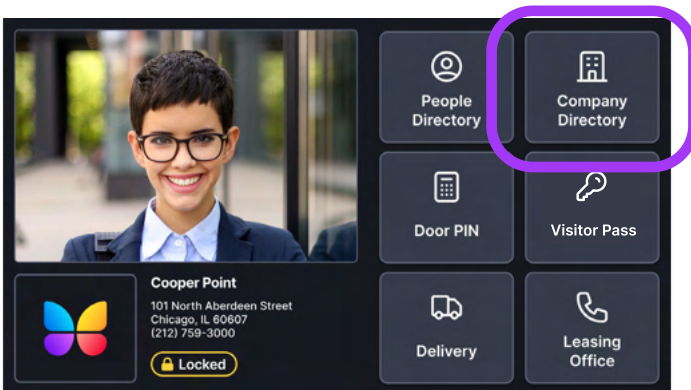 People
Directory
Company
Directory
Door PIN
Visitor Pass
Cooper Point
101 North Aberdeen Street
Chicago, IL 60607
(212) 759-3000
Locked
Delivery
Leasing
Office